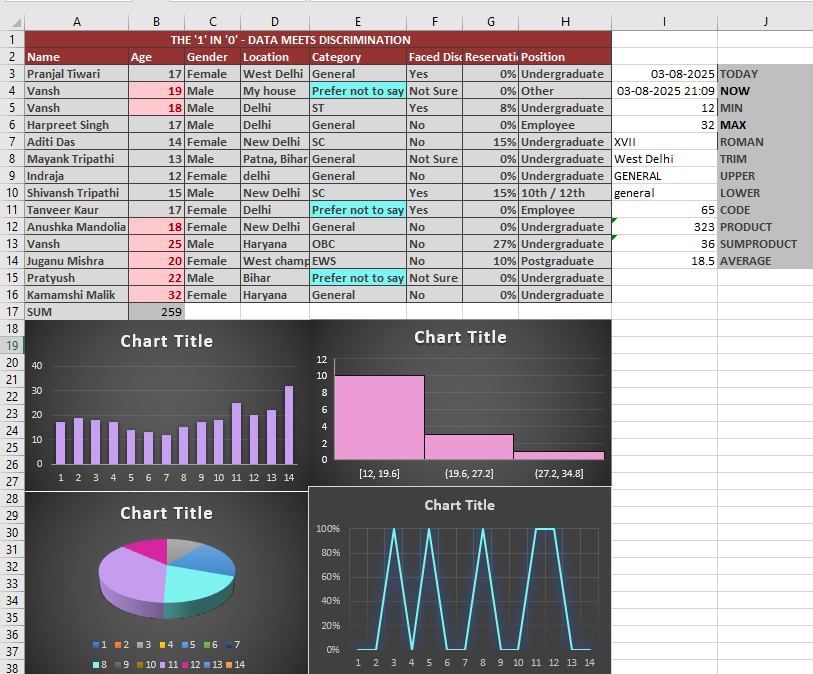 A B C D E F G H I J
1 THE '1' IN '0' - DATA MEETS DISCRIMINATION
2 Name Age Gender Location Category Faced Disc Reservati Position
3 Pranjal Tiwari 17 Female West Delhi General Yes 0% Undergraduate 03-08-2025 TODAY
4 Vansh 19 Male My house Prefer not to say Not Sure 0% Other 03-08-2025 21:09 NOW
5 Vansh 18 Male Delhi ST Yes 8% Undergraduate 12 MIN
6 Harpreet Singh 17 Male Delhi General No 0% Employee 32 MAX
7 Aditi Das 14 Female New Delhi SC No 15% Undergraduate XVII ROMAN
8 Mayank Tripathi 13 Male Patna, Bihar General Not Sure 0% Undergraduate West Delhi TRIM
9 Indraja 12 Female delhi General No 0% Undergraduate GENERAL UPPER
10 Shivansh Tripathi 15 Male New Delhi SC Yes 15% 10th / 12th general LOWER
11 Tanveer Kaur 17 Female Delhi Prefer not to say Yes 0% Employee 65 CODE
12 Anushka Mandolia 18 Female New Delhi General No 0% Undergraduate 323 PRODUCT
13 Vansh 25 Male Haryana OBC No 27% Undergraduate 36 SUMPRODUCT
14 Juganu Mishra 20 Female West champ EWS No 10% Postgraduate 18.5 AVERAGE
15 Pratyush 22 Male Bihar Prefer not to say Not Sure 0% Undergraduate
16 Kamamshi Malik 32 Female Haryana General No 0% Undergraduate
17 SUM 259
18
19
20
21
22
23
24
25
26
27
28
29
30
31
32
33
34
35
36
37
38
Chart Title
40
30
20
10
0
1 2 3 4 5 6 7 8 9 10 11 12 13 14
Chart Title
12
10
8
6
4
2
0
[12, 19.6] (19.6, 27.2] (27.2, 34.8]
Chart Title
1 2 3 4 5 6 7
8 9 10 11 12 13 14
Chart Title
100%
80%
60%
40%
20%
0%
1 2 3 4 5 6 7 8 9 10 11 12 13 14